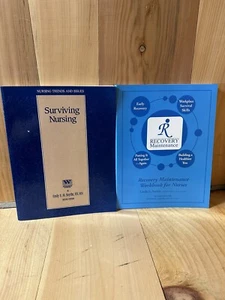 NURSING TRENDS AND ISSUES
Surviving
Nursing
Early
Recovery
Workplace
Survival
Skills
R
RECOVERY
Maintenance
Putting It
All Together
Again
Building a
Healthier
You
Recovery Maintenance
Workbook for Nurses